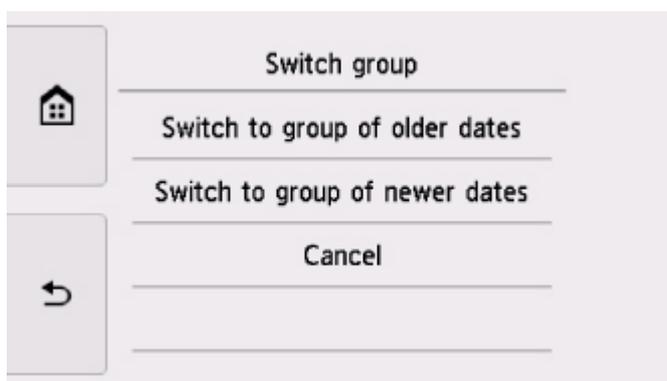 Switch group
Switch to group of older dates
Switch to group of newer dates
Cancel